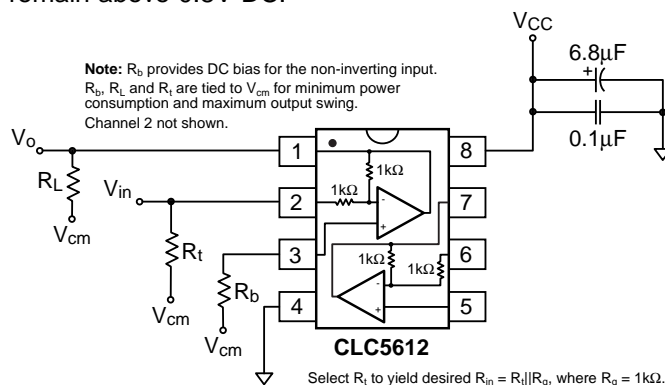 remain above 0.8V DC.
VCC
6.8µF
+
0.1µF
Note: Rb provides DC bias for the non-inverting input.
Rb, RL and Rt are tied to Vcm for minimum power
consumption and maximum output swing.
Channel 2 not shown.
Vo
RL
Vcm
Vin
Rt
Vcm
Rb
Vcm
1
2
3
4
8
7
6
5
1kΩ
1kΩ
-
+
1kΩ
1kΩ
-
+
CLC5612
Select Rt to yield desired Rin = Rt||Rg, where Rg = 1kΩ.